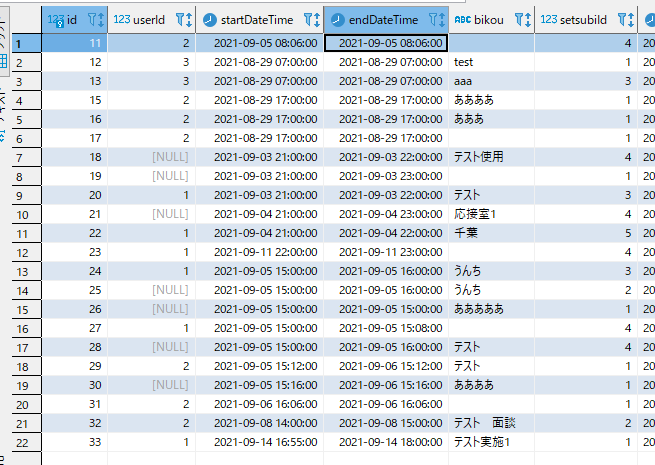 id userId startDateTime endDateTime bikou setsubiId
1 11 2 2021-09-05 08:06:00 2021-09-05 08:06:00 4 20
2 12 3 2021-08-29 07:00:00 2021-08-29 07:00:00 test 1 20
3 13 3 2021-08-29 07:00:00 2021-08-29 07:00:00 aaa 3 20
4 15 2 2021-08-29 17:00:00 2021-08-29 17:00:00 ああああ 1 20
5 16 2 2021-08-29 17:00:00 2021-08-29 17:00:00 あああ 1 20
6 17 2 2021-08-29 17:00:00 2021-08-29 17:00:00 1 20
7 18 [NULL] 2021-09-03 21:00:00 2021-09-03 22:00:00 テスト使用 4 20
8 19 [NULL] 2021-09-03 21:00:00 2021-09-03 23:00:00 1 20
9 20 1 2021-09-03 21:00:00 2021-09-03 22:00:00 テスト 3 20
10 21 [NULL] 2021-09-04 21:00:00 2021-09-04 23:00:00 応接室1 4 20
11 22 1 2021-09-04 21:00:00 2021-09-04 22:00:00 千葉 5 20
12 23 1 2021-09-11 22:00:00 2021-09-11 23:00:00 4 20
13 24 1 2021-09-05 15:00:00 2021-09-05 16:00:00 うんち 3 20
14 25 [NULL] 2021-09-05 15:00:00 2021-09-05 16:00:00 うんち 2 20
15 26 [NULL] 2021-09-05 15:00:00 2021-09-05 15:00:00 あああああ 1 20
16 27 1 2021-09-05 15:00:00 2021-09-05 15:08:00 4 20
17 28 [NULL] 2021-09-05 15:00:00 2021-09-05 16:00:00 テスト 4 20
18 29 2 2021-09-05 15:12:00 2021-09-06 15:12:00 テスト 1 20
19 30 [NULL] 2021-09-05 15:16:00 2021-09-06 15:16:00 ああああ 1 20
20 31 2 2021-09-06 16:06:00 2021-09-06 16:06:00 1 20
21 32 2 2021-09-08 14:00:00 2021-09-08 15:00:00 テスト　面談 2 20
22 33 1 2021-09-14 16:55:00 2021-09-14 18:00:00 テスト実施1 1 20